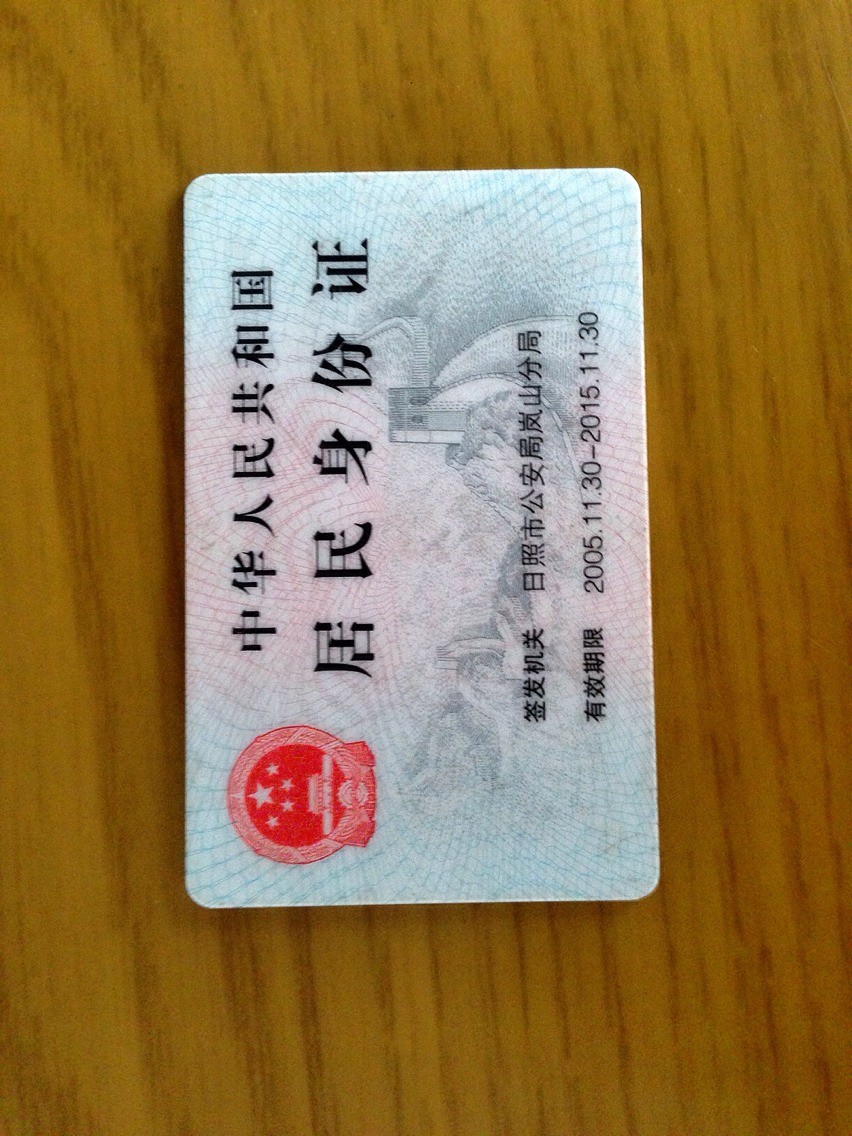 中华人民共和国
居民身份证
签发机关 日照市公安局岚山分局
有效期限 2005.11.30-2015.11.30